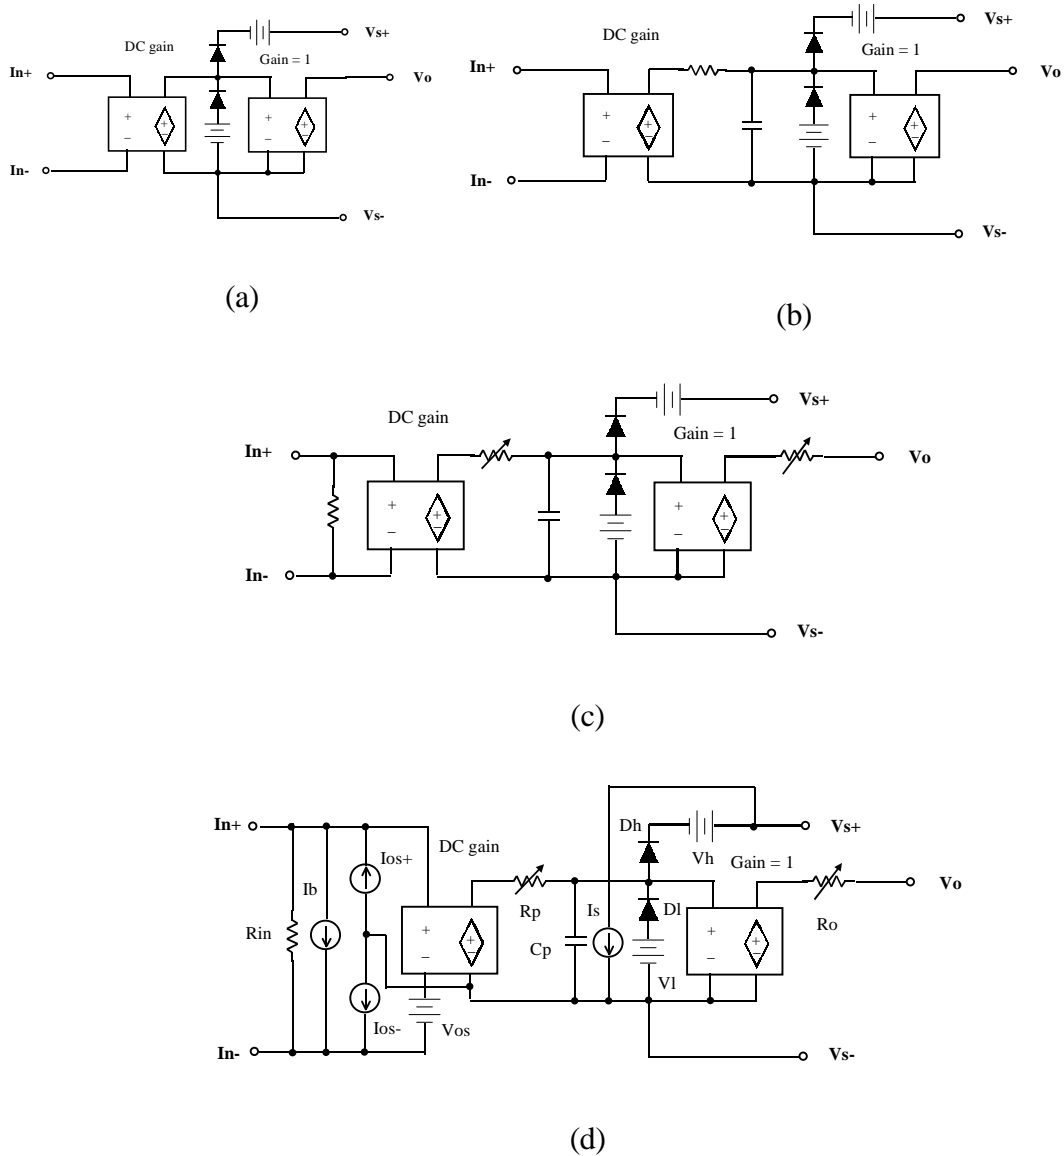 DC gain
Vs+
Gain = 1
In+
Vo
+
+
−
−
In-
Vs-
(a)
DC gain
Vs+
Gain = 1
In+
Vo
+
+
−
−
In-
Vs-
(b)
DC gain
Vs+
Gain = 1
In+
Vo
+
+
−
−
In-
Vs-
(c)
In+
Dh
Vs+
DC gain
Vh
Gain = 1
Ios+
Ib
Vo
Rp
Is
Dl
Ro
Rin
Cp
+
+
−
−
Vl
Ios-
Vos
In-
Vs-
(d)